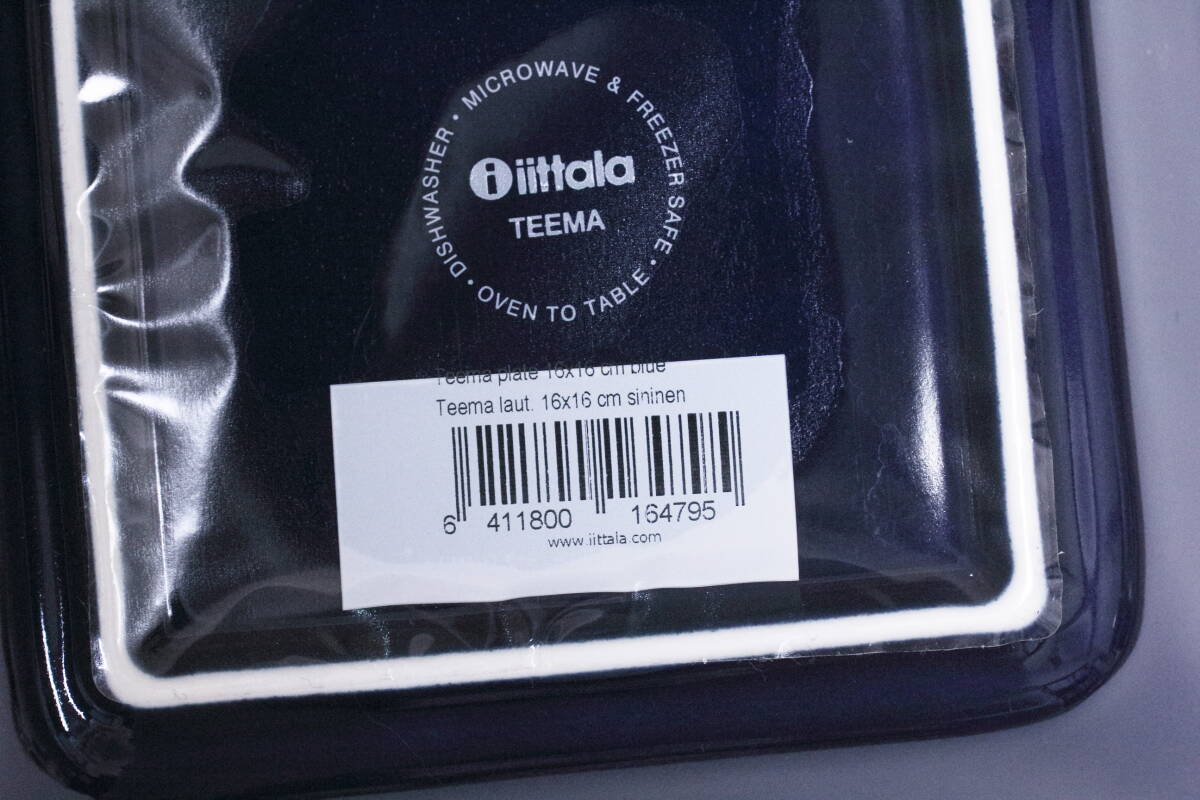 DISHWASHER • MICROWAVE & FREEZER SAFE • OVEN TO TABLE •
iittala
TEEMA
Teema plate 16x16 cm blue
Teema laut. 16x16 cm sininen
6 411800 164795
www.iittala.com